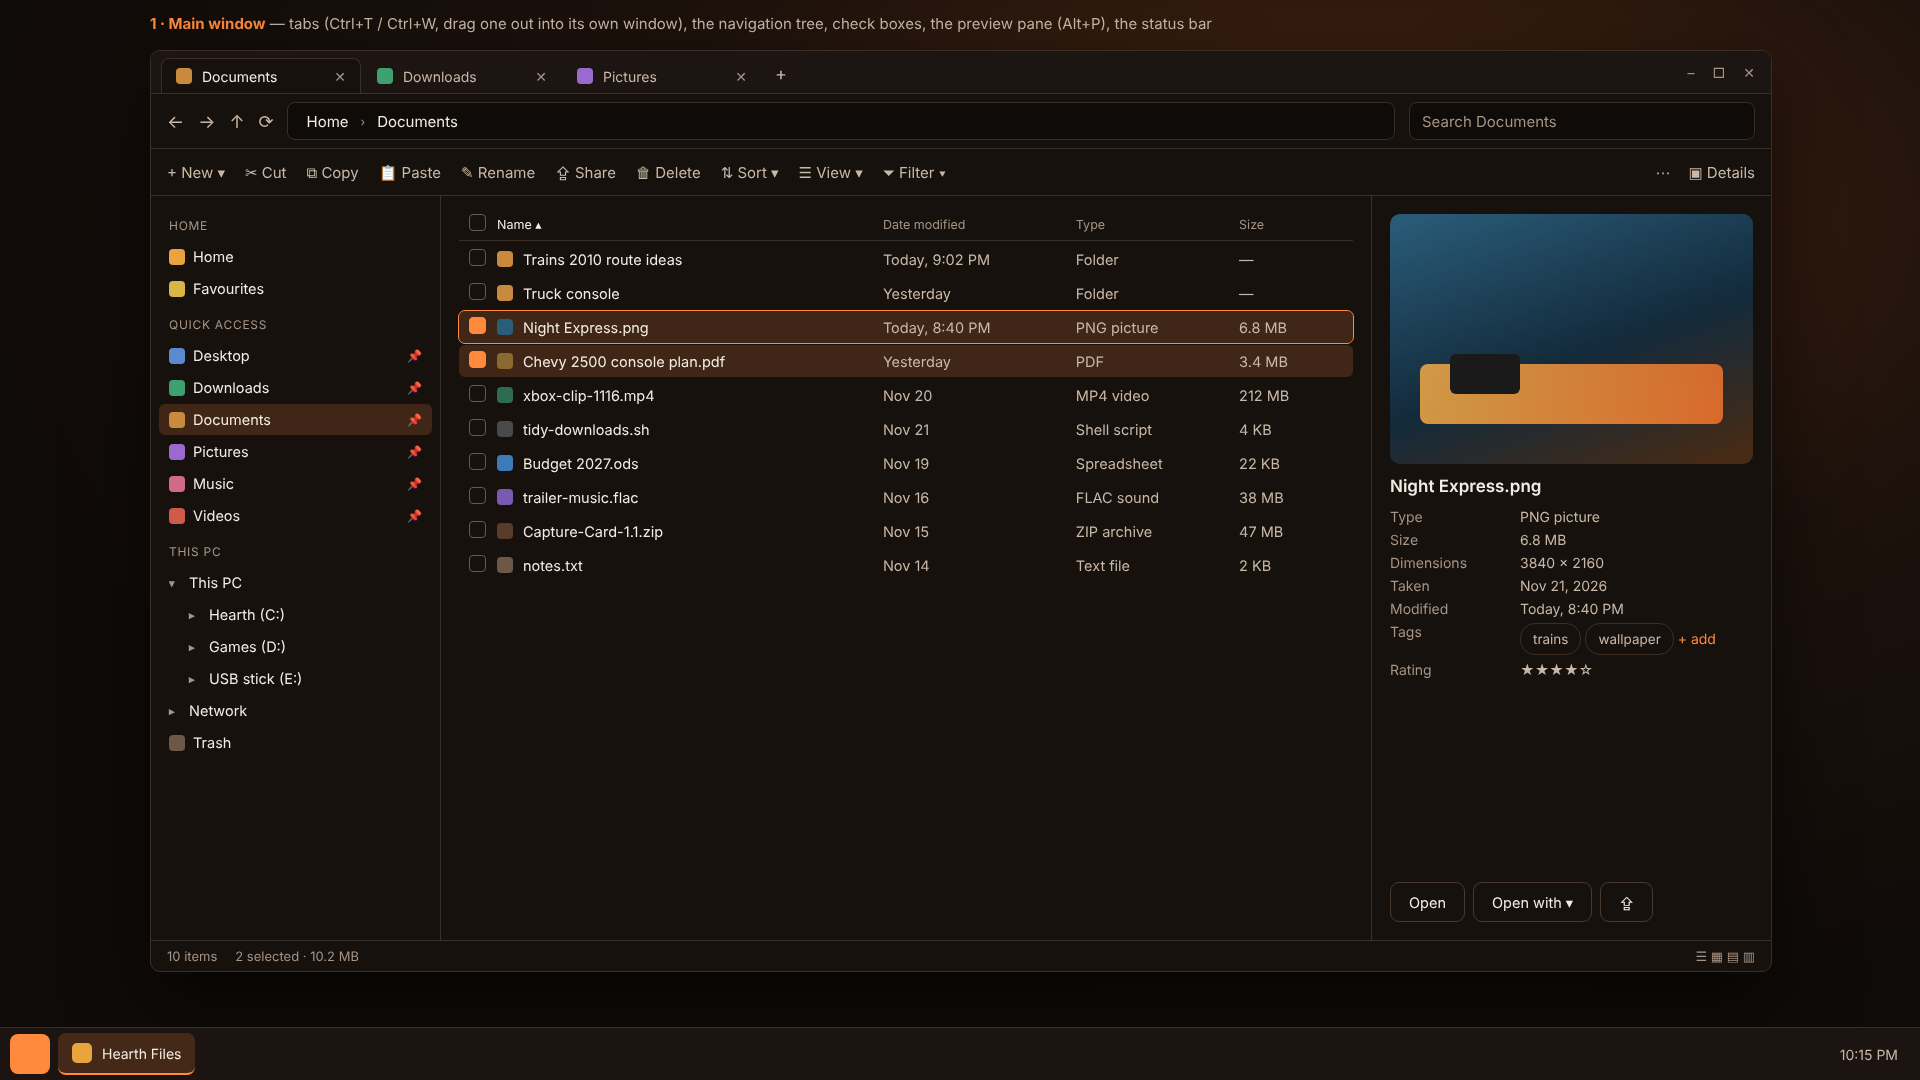 1 · Main window — tabs (Ctrl+T / Ctrl+W, drag one out into its own window), the navigation tree, check boxes, the preview pane (Alt+P), the status bar
Documents ✕ Downloads ✕ Pictures ✕ +
– ☐ ✕
← → ↑ ⟳ Home › Documents Search Documents
+ New ▾ ✂ Cut ⧉ Copy 📋 Paste ✎ Rename ⇪ Share 🗑 Delete ⇅ Sort ▾ ☰ View ▾ ⏷ Filter ▾ ⋯ ▣ Details
HOME
Home
Favourites
QUICK ACCESS
Desktop 📌
Downloads 📌
Documents 📌
Pictures 📌
Music 📌
Videos 📌
THIS PC
▾ This PC
▸ Hearth (C:)
▸ Games (D:)
▸ USB stick (E:)
▸ Network
Trash
Name ▴ Date modified Type Size
Trains 2010 route ideas Today, 9:02 PM Folder —
Truck console Yesterday Folder —
Night Express.png Today, 8:40 PM PNG picture 6.8 MB
Chevy 2500 console plan.pdf Yesterday PDF 3.4 MB
xbox-clip-1116.mp4 Nov 20 MP4 video 212 MB
tidy-downloads.sh Nov 21 Shell script 4 KB
Budget 2027.ods Nov 19 Spreadsheet 22 KB
trailer-music.flac Nov 16 FLAC sound 38 MB
Capture-Card-1.1.zip Nov 15 ZIP archive 47 MB
notes.txt Nov 14 Text file 2 KB
Night Express.png
Type PNG picture
Size 6.8 MB
Dimensions 3840 × 2160
Taken Nov 21, 2026
Modified Today, 8:40 PM
Tags trains wallpaper + add
Rating ★★★★☆
Open Open with ▾ ⇪
10 items 2 selected · 10.2 MB ☰ ▦ ▤ ▥
Hearth Files
10:15 PM